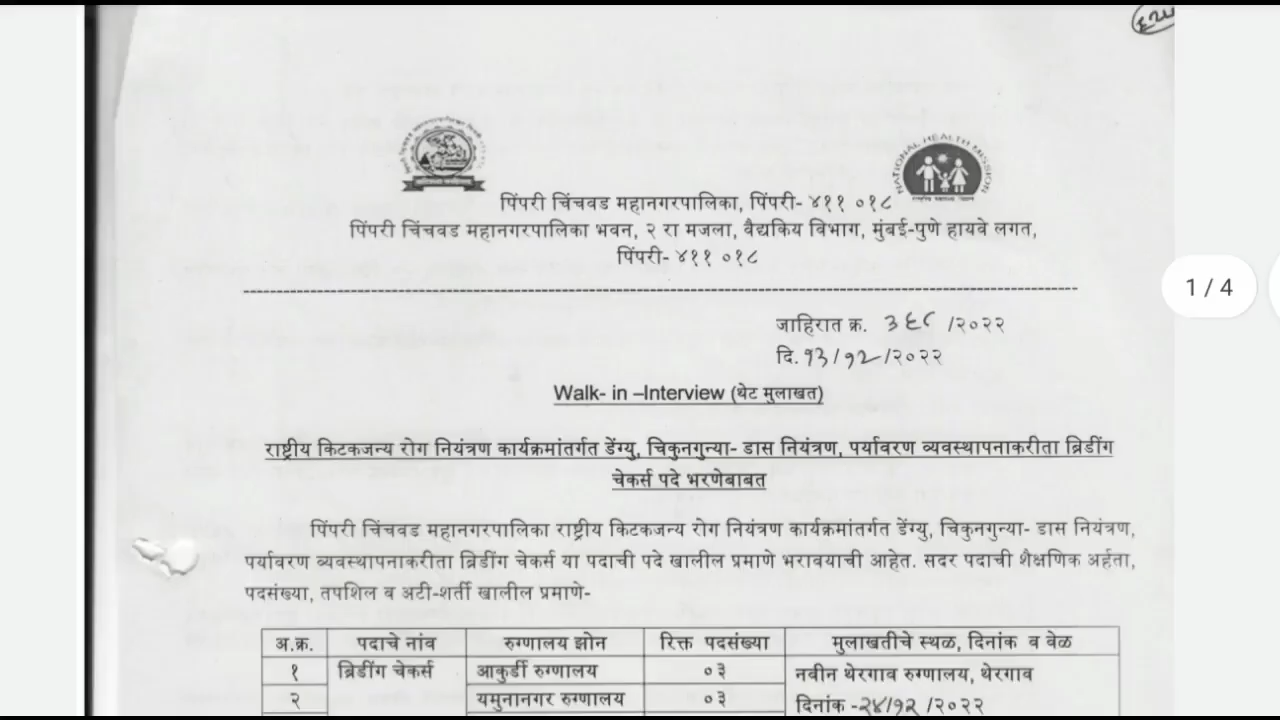 NATIONAL HEALTH MISSION
पिंपरी चिंचवड महानगरपालिका, पिंपरी- ४११ ०१८
पिंपरी चिंचवड महानगरपालिका भवन, २ रा मजला, वैद्यकिय विभाग, मुंबई-पुणे हायवे लगत,
पिंपरी- ४११ ०१८
1 / 4
जाहिरात क्र. ३६८ /२०२२
दि.१३/१२/२०२२
Walk- in –Interview (थेट मुलाखत)
राष्ट्रीय किटकजन्य रोग नियंत्रण कार्यक्रमांतर्गत डेंग्यु, चिकुनगुन्या- डास नियंत्रण, पर्यावरण व्यवस्थापनाकरीता ब्रिडींग
चेकर्स पदे भरणेबाबत
पिंपरी चिंचवड महानगरपालिका राष्ट्रीय किटकजन्य रोग नियंत्रण कार्यक्रमांतर्गत डेंग्यु, चिकुनगुन्या- डास नियंत्रण,
पर्यावरण व्यवस्थापनाकरीता ब्रिडींग चेकर्स या पदाची पदे खालील प्रमाणे भरावयाची आहेत. सदर पदाची शैक्षणिक अर्हता,
पदसंख्या, तपशिल व अटी-शर्ती खालील प्रमाणे-
अ.क्र. पदाचे नांव रुग्णालय झोन रिक्त पदसंख्या मुलाखतीचे स्थळ, दिनांक व वेळ
१ ब्रिडींग चेकर्स आकुर्डी रुग्णालय ०३ नवीन थेरगाव रुग्णालय, थेरगाव
२ यमुनानगर रुग्णालय ०३ दिनांक -२४/१२ /२०२२